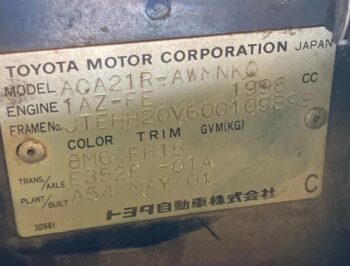 TOYOTA MOTOR CORPORATION JAPAN
MODEL ACA21R-AWMNKQ
ENGINE 1AZ-FE 1998 CC
FRAME No. JTEHH20V600109895
COLOR TRIM GVM(KG)
8M6 FH15
TRANS/AXLE E352F -01A
PLANT/BUILT A54 MAY 01
トヨタ自動車株式会社 C
30881